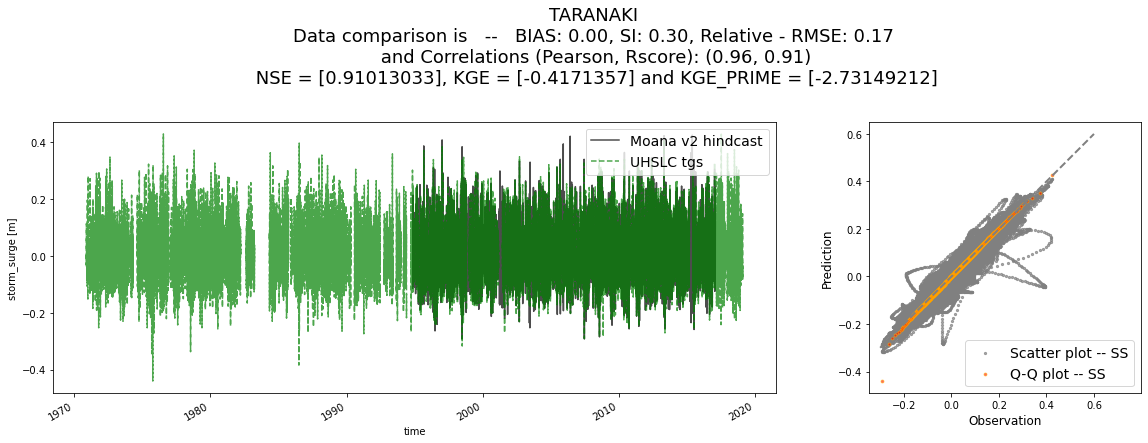 TARANAKI
Data comparison is   --   BIAS: 0.00, SI: 0.30, Relative - RMSE: 0.17
and Correlations (Pearson, Rscore): (0.96, 0.91)
NSE = [0.91013033], KGE = [-0.4171357] and KGE_PRIME = [-2.73149212]
storm_surge [m]
0.4
0.2
0.0
−0.2
−0.4
Moana v2 hindcast
UHSLC tgs
1970
1980
1990
2000
2010
2020
time
Prediction
0.6
0.4
0.2
0.0
−0.2
−0.4
Scatter plot -- SS
Q-Q plot -- SS
−0.2
0.0
0.2
0.4
0.6
Observation